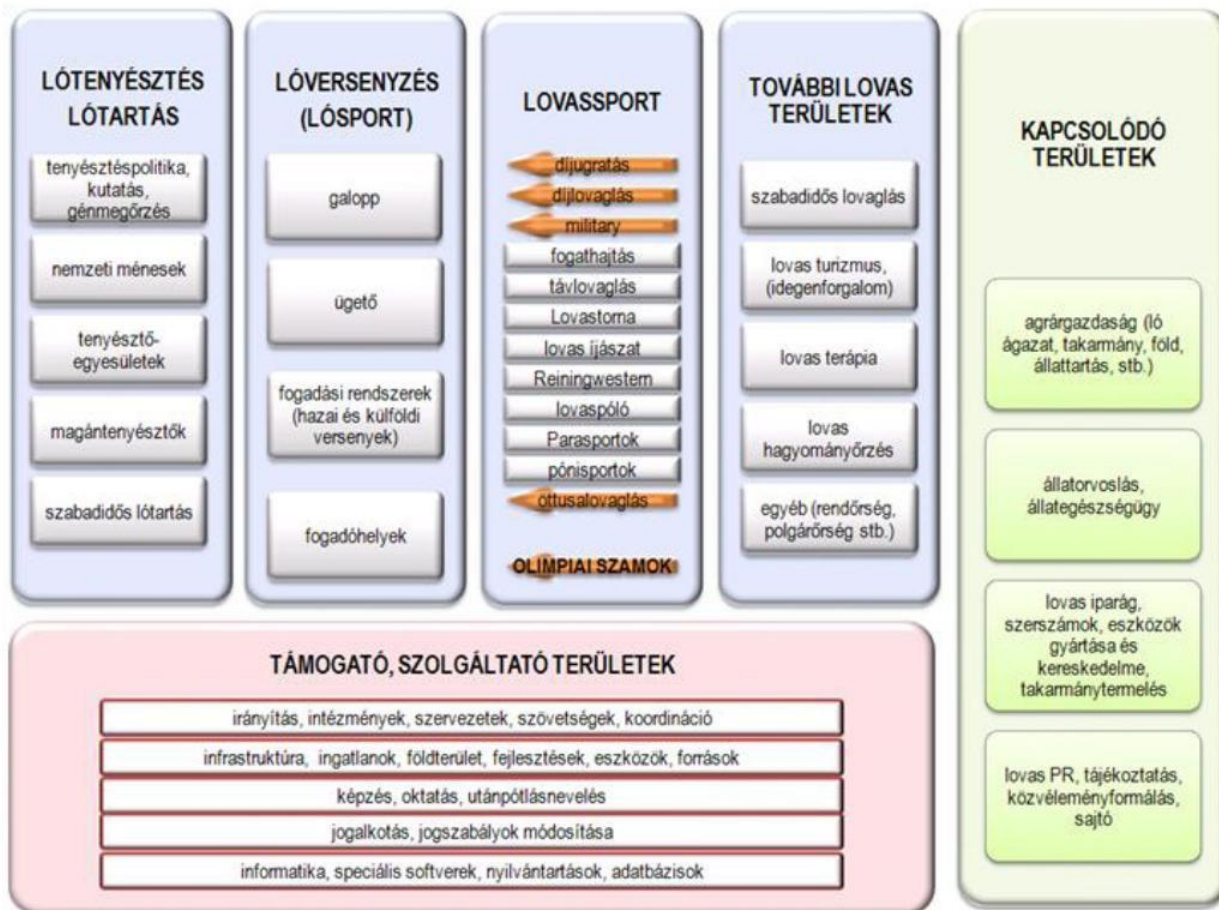 LÓTENYÉSZTÉS
LÓTARTÁS
tenyésztéspolitika,
kutatás,
génmegőrzés
nemzeti ménesek
tenyésztő-
egyesületek
magántenyésztők
szabadidős lótartás
LÓVERSENYZÉS
(LÓSPORT)
galopp
ügető
fogadási rendszerek
(hazai és külföldi
versenyek)
fogadóhelyek
LOVASSPORT
díjugratás
díjlovaglás
military
fogathajtás
távlovaglás
Lovastorna
lovas íjászat
Reiningwestern
lovaspóló
Parasportok
pónisportok
öttusalovaglás
OLIMPIAI SZAMOK
TOVÁBBI LOVAS
TERÜLETEK
szabadidős lovaglás
lovas turizmus,
(idegenforgalom)
lovas terápia
lovas
hagyományőrzés
egyéb (rendőrség,
polgárőrség stb.)
KAPCSOLÓDÓ
TERÜLETEK
agrárgazdaság (ló
ágazat, takarmány, föld,
állattartás, stb.)
állatorvoslás,
állategészségügy
lovas iparág,
szerszámok, eszközök
gyártása és
kereskedelme,
takarmánytermelés
lovas PR, tájékoztatás,
közvéleményformálás,
sajtó
TÁMOGATÓ, SZOLGÁLTATÓ TERÜLETEK
irányítás, intézmények, szervezetek, szövetségek, koordináció
infrastruktúra, ingatlanok, földterület, fejlesztések, eszközök, források
képzés, oktatás, utánpótlásnevelés
jogalkotás, jogszabályok módosítása
informatika, speciális softverek, nyilvántartások, adatbázisok